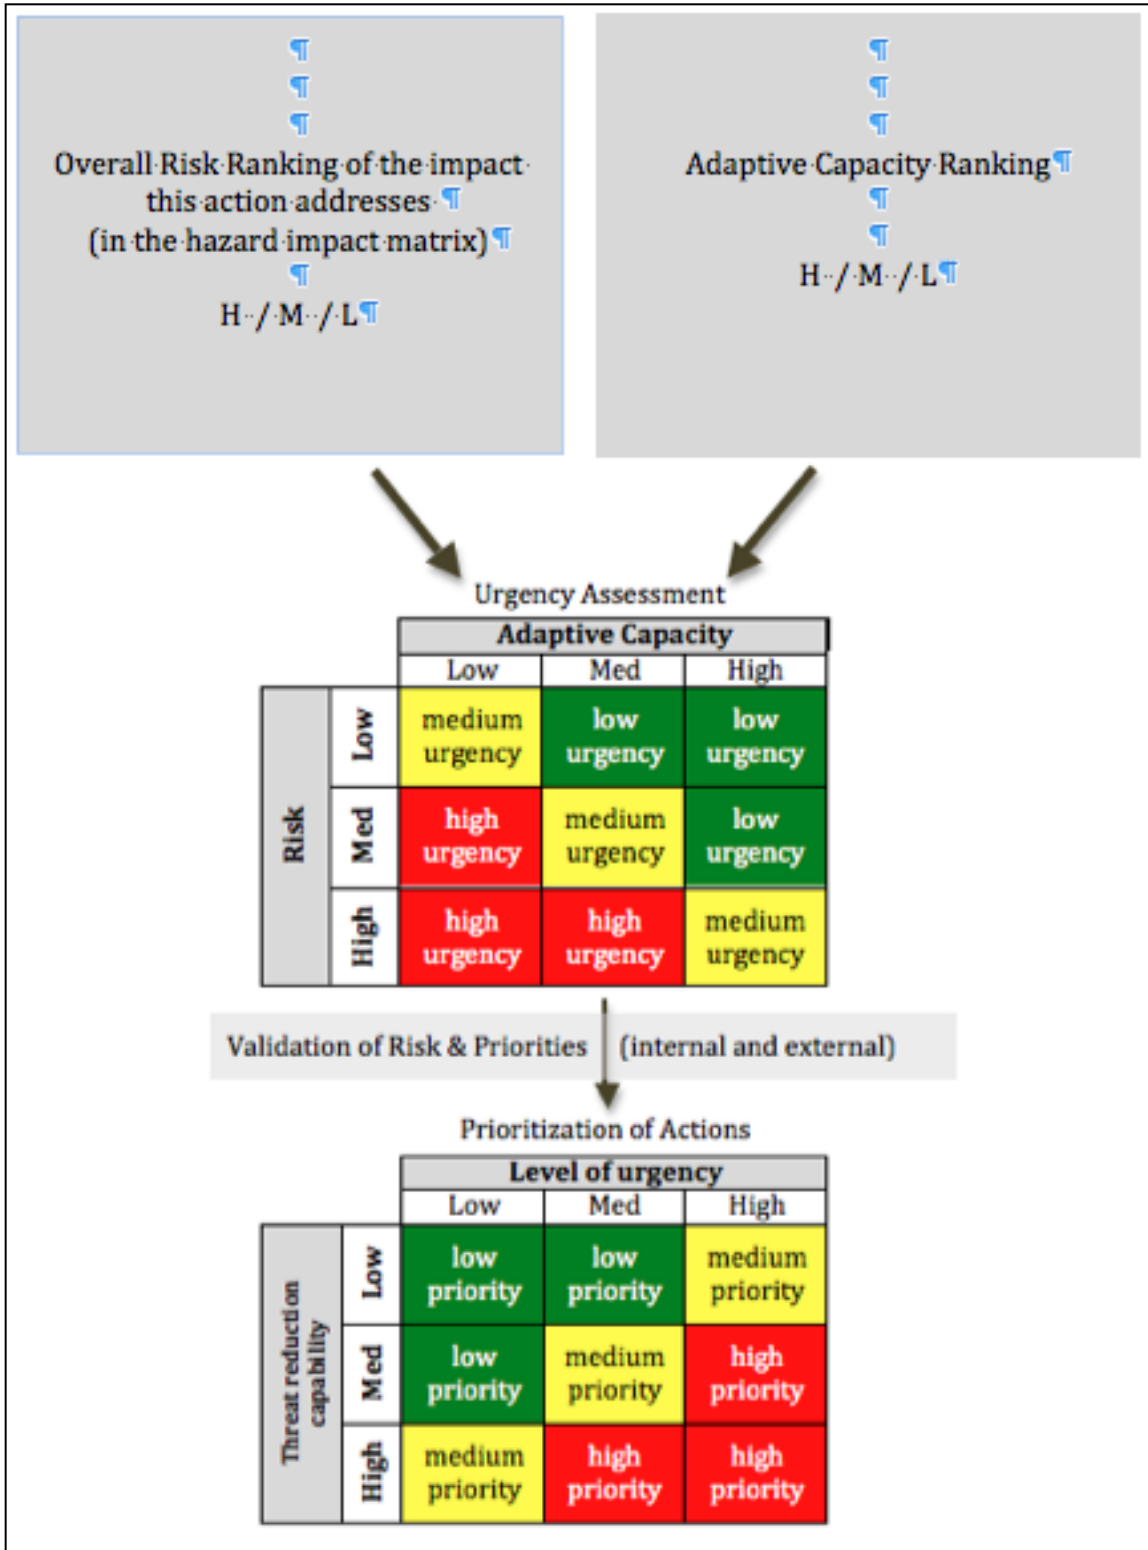 ¶
¶
¶
Overall·Risk·Ranking·of·the·impact·
this·action·addresses·¶
(in·the·hazard·impact·matrix)¶
¶
H··/·M··/·L¶
¶
¶
¶
Adaptive·Capacity·Ranking¶
¶
¶
H··/·M··/·L¶
Urgency Assessment
Adaptive Capacity
Low Med High
Risk
Low
medium
urgency
low
urgency
low
urgency
Med
high
urgency
medium
urgency
low
urgency
High
high
urgency
high
urgency
medium
urgency
Validation of Risk & Priorities (internal and external)
Prioritization of Actions
Level of urgency
Low Med High
Threat reduction
capability
Low
low
priority
low
priority
medium
priority
Med
low
priority
medium
priority
high
priority
High
medium
priority
high
priority
high
priority